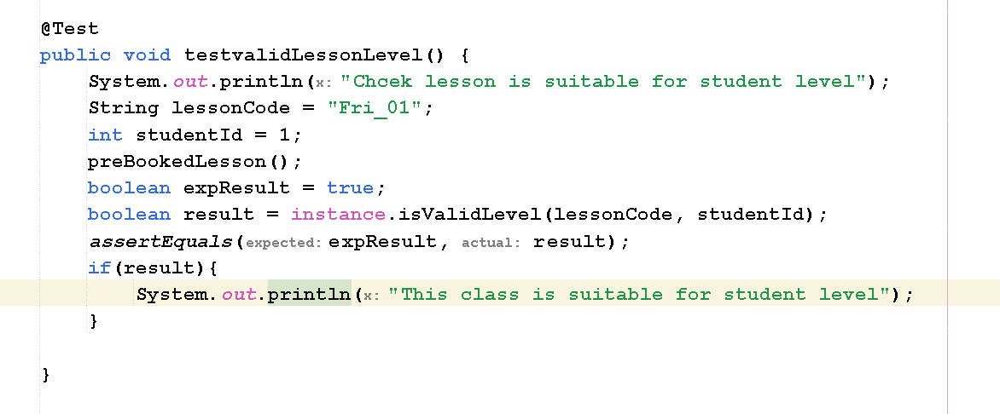 @Test
public void testvalidLessonLevel() {
System.out.println(x: "Chcek lesson is suitable for student level");
String lessonCode = "Fri_01";
int studentId = 1;
preBookedLesson();
boolean expResult = true;
boolean result = instance.isValidLevel(lessonCode, studentId);
assertEquals(expected: expResult, actual: result);
if(result){
System.out.println(x: "This class is suitable for student level");
}
}